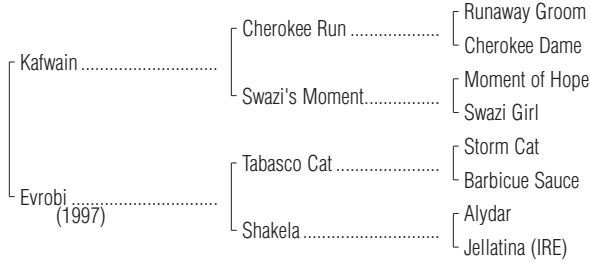 Runaway Groom
Cherokee Run ...................
Cherokee Dame
Kafwain .............................
Moment of Hope
Swazi's Moment................
Swazi Girl
Storm Cat
Tabasco Cat ......................
Barbicue Sauce
Evrobi ...............................
(1997)
Alydar
Shakela .............................
Jellatina (IRE)